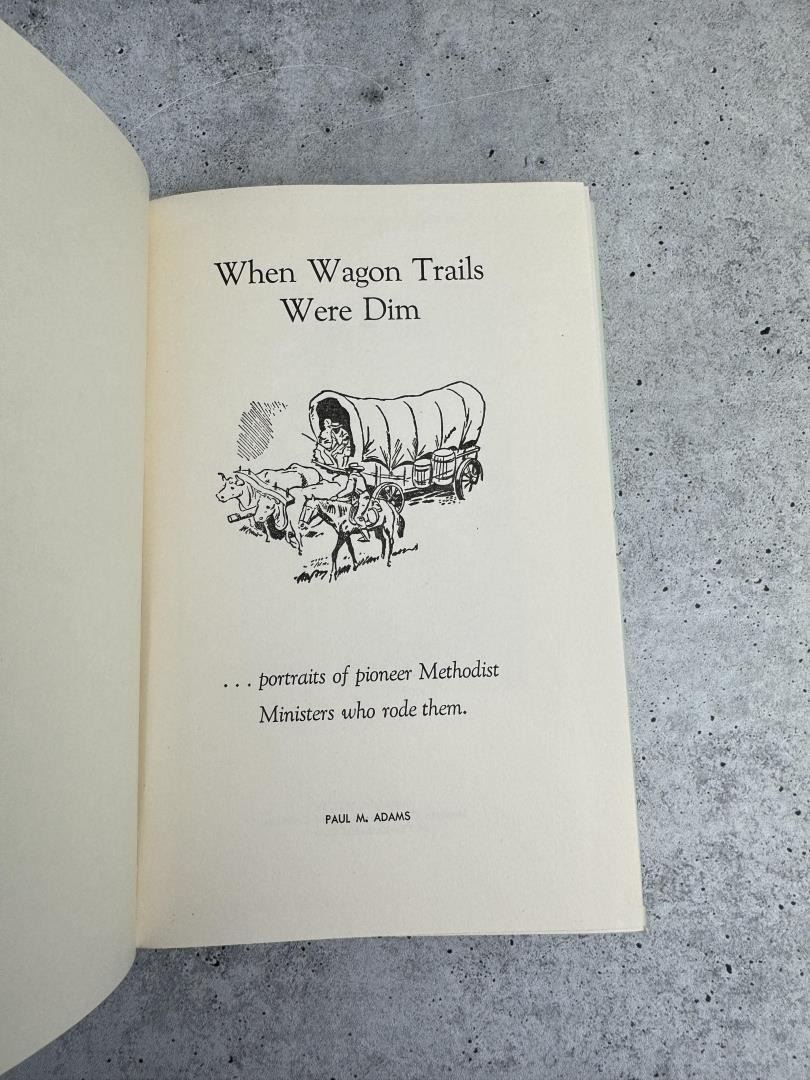 When Wagon Trails
Were Dim
. . . portraits of pioneer Methodist
Ministers who rode them.
PAUL M. ADAMS